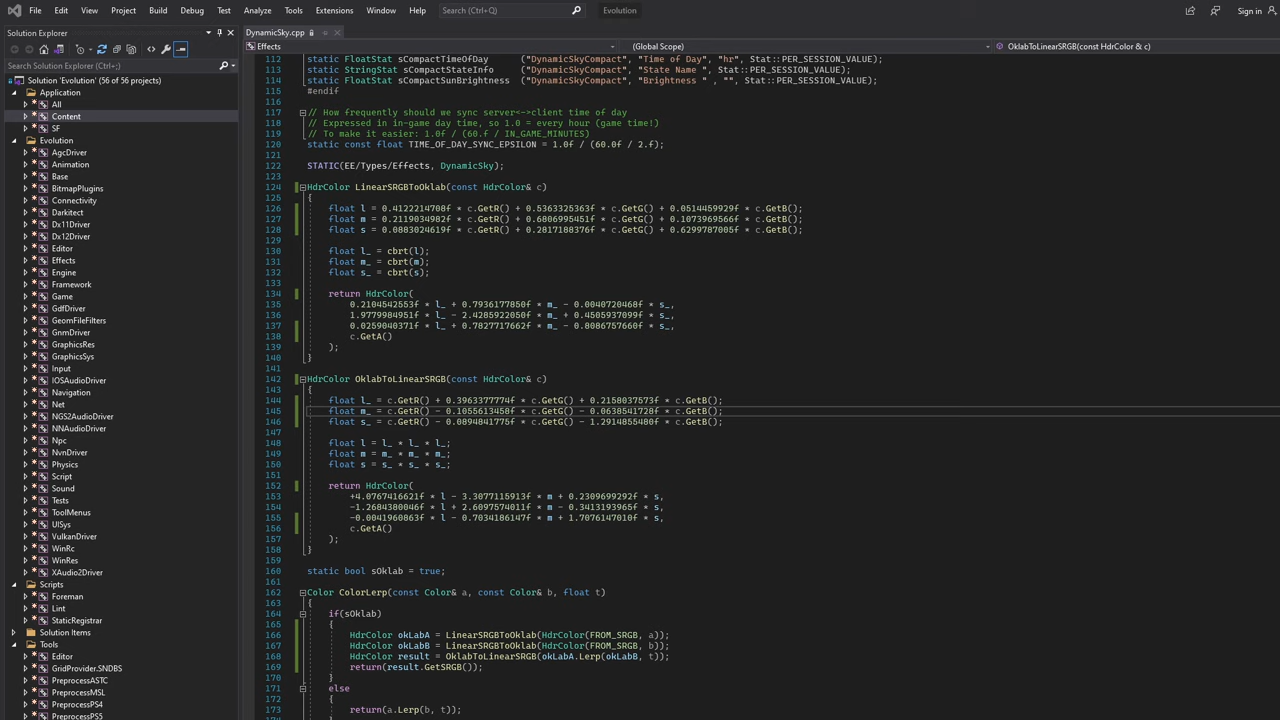 File Edit View Project Build Debug Test Analyze Tools Extensions Window Help Search (Ctrl+Q) Evolution Sign in
Solution Explorer
Search Solution Explorer (Ctrl+;)
Solution 'Evolution' (56 of 56 projects)
Application
All
Content
SF
Evolution
AgcDriver
Animation
Base
BitmapPlugins
Connectivity
Darkitect
Dx11Driver
Dx12Driver
Editor
Effects
Engine
Framework
Game
GdfDriver
GeomFileFilters
GnmDriver
GraphicsRes
GraphicsSys
Input
IOSAudioDriver
Navigation
Net
NGS2AudioDriver
NNAudioDriver
Npc
NvnDriver
Physics
Script
Sound
Tests
ToolMenus
UISys
VulkanDriver
WinRc
WinRes
XAudio2Driver
Scripts
Foreman
Lint
StaticRegistrar
Solution Items
Tools
Editor
GridProvider.SNDBS
PreprocessASTC
PreprocessMSL
PreprocessPS4
PreprocessPS5
DynamicSky.cpp
Effects (Global Scope) OklabToLinearSRGB(const HdrColor & c)
112 static FloatStat sCompactTimeOfDay ("DynamicSkyCompact", "Time of Day", "hr", Stat::PER_SESSION_VALUE);
113 static StringStat sCompactStateInfo ("DynamicSkyCompact", "State Name ", Stat::PER_SESSION_VALUE);
114 static FloatStat sCompactSunBrightness ("DynamicSkyCompact", "Brightness " , "", Stat::PER_SESSION_VALUE);
115 #endif
116
117 // How frequently should we sync server<->client time of day
118 // Expressed in in-game day time, so 1.0 = every hour (game time!)
119 // To make it easier: 1.0f / (60.f / IN_GAME_MINUTES)
120 static const float TIME_OF_DAY_SYNC_EPSILON = 1.0f / (60.0f / 2.f);
121
122 STATIC(EE/Types/Effects, DynamicSky);
123
124 HdrColor LinearSRGBToOklab(const HdrColor& c)
125 {
126 float l = 0.4122214708f * c.GetR() + 0.5363325363f * c.GetG() + 0.0514459929f * c.GetB();
127 float m = 0.2119034982f * c.GetR() + 0.6806995451f * c.GetG() + 0.1073969566f * c.GetB();
128 float s = 0.0883024619f * c.GetR() + 0.2817188376f * c.GetG() + 0.6299787005f * c.GetB();
129
130 float l_ = cbrt(l);
131 float m_ = cbrt(m);
132 float s_ = cbrt(s);
133
134 return HdrColor(
135 0.2104542553f * l_ + 0.7936177850f * m_ - 0.0040720468f * s_,
136 1.9779984951f * l_ - 2.4285922050f * m_ + 0.4505937099f * s_,
137 0.0259040371f * l_ + 0.7827717662f * m_ - 0.8086757660f * s_,
138 c.GetA()
139 );
140 }
141
142 HdrColor OklabToLinearSRGB(const HdrColor& c)
143 {
144 float l_ = c.GetR() + 0.3963377774f * c.GetG() + 0.2158037573f * c.GetB();
145 float m_ = c.GetR() - 0.1055613458f * c.GetG() - 0.0638541728f * c.GetB();
146 float s_ = c.GetR() - 0.0894841775f * c.GetG() - 1.2914855480f * c.GetB();
147
148 float l = l_ * l_ * l_;
149 float m = m_ * m_ * m_;
150 float s = s_ * s_ * s_;
151
152 return HdrColor(
153 +4.0767416621f * l - 3.3077115913f * m + 0.2309699292f * s,
154 -1.2684380046f * l + 2.6097574011f * m - 0.3413193965f * s,
155 -0.0041960863f * l - 0.7034186147f * m + 1.7076147010f * s,
156 c.GetA()
157 );
158 }
159
160 static bool sOklab = true;
161
162 Color ColorLerp(const Color& a, const Color& b, float t)
163 {
164 if(sOklab)
165 {
166 HdrColor okLabA = LinearSRGBToOklab(HdrColor(FROM_SRGB, a));
167 HdrColor okLabB = LinearSRGBToOklab(HdrColor(FROM_SRGB, b));
168 HdrColor result = OklabToLinearSRGB(okLabA.Lerp(okLabB, t));
169 return(result.GetSRGB());
170 }
171 else
172 {
173 return(a.Lerp(b, t));
174 }